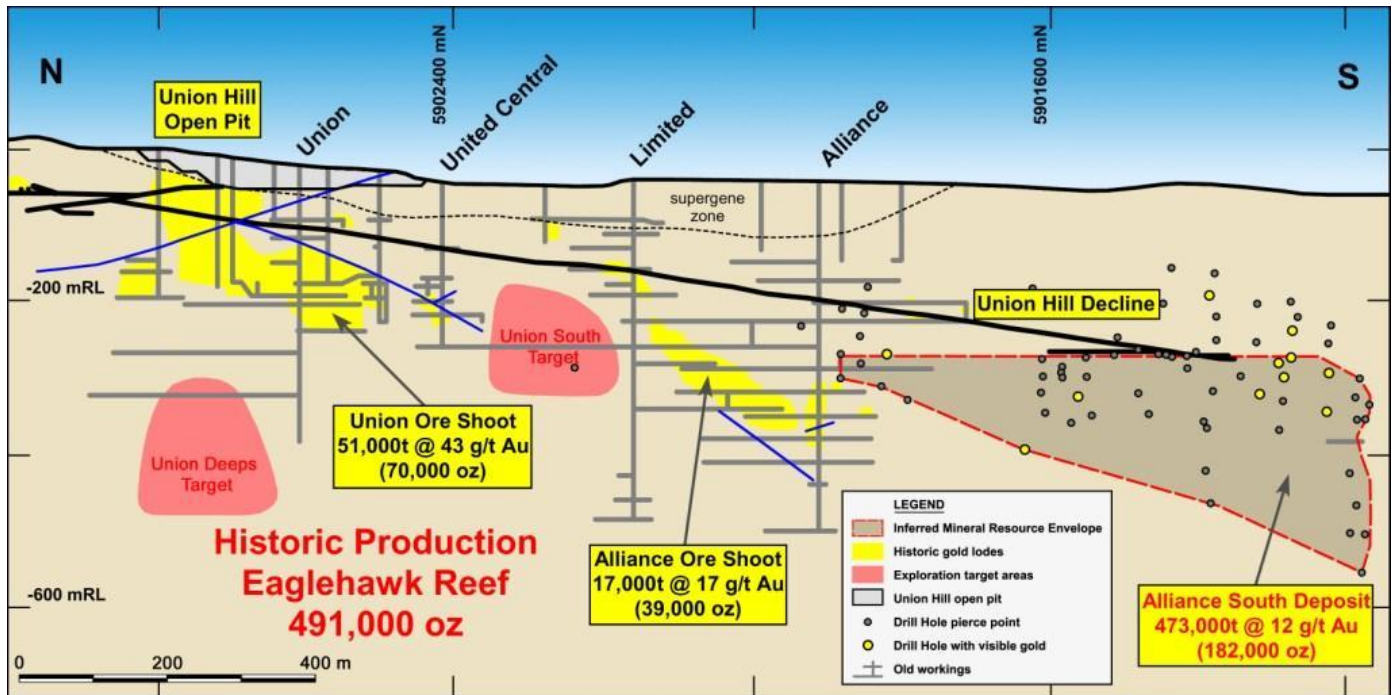 N
S
Union Hill
Open Pit
Union
5902400 mN
United Central
Limited
Alliance
5901600 mN
supergene
zone
-200 mRL
Union Hill Decline
Union South
Target
Union Ore Shoot
51,000t @ 43 g/t Au
(70,000 oz)
Union Deeps
Target
Historic Production
Eaglehawk Reef
491,000 oz
Alliance Ore Shoot
17,000t @ 17 g/t Au
(39,000 oz)
LEGEND
Inferred Mineral Resource Envelope
Historic gold lodes
Exploration target areas
Union Hill open pit
Drill Hole pierce point
Drill Hole with visible gold
Old workings
Alliance South Deposit
473,000t @ 12 g/t Au
(182,000 oz)
-600 mRL
0 200 400 m